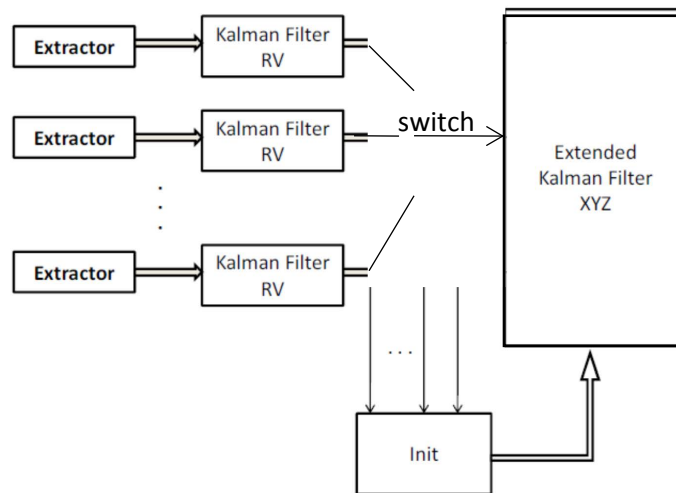 Extractor
Kalman Filter
RV
Extractor
Kalman Filter
RV
switch
Extended
Kalman Filter
XYZ
. . .
Extractor
Kalman Filter
RV
. . .
Init